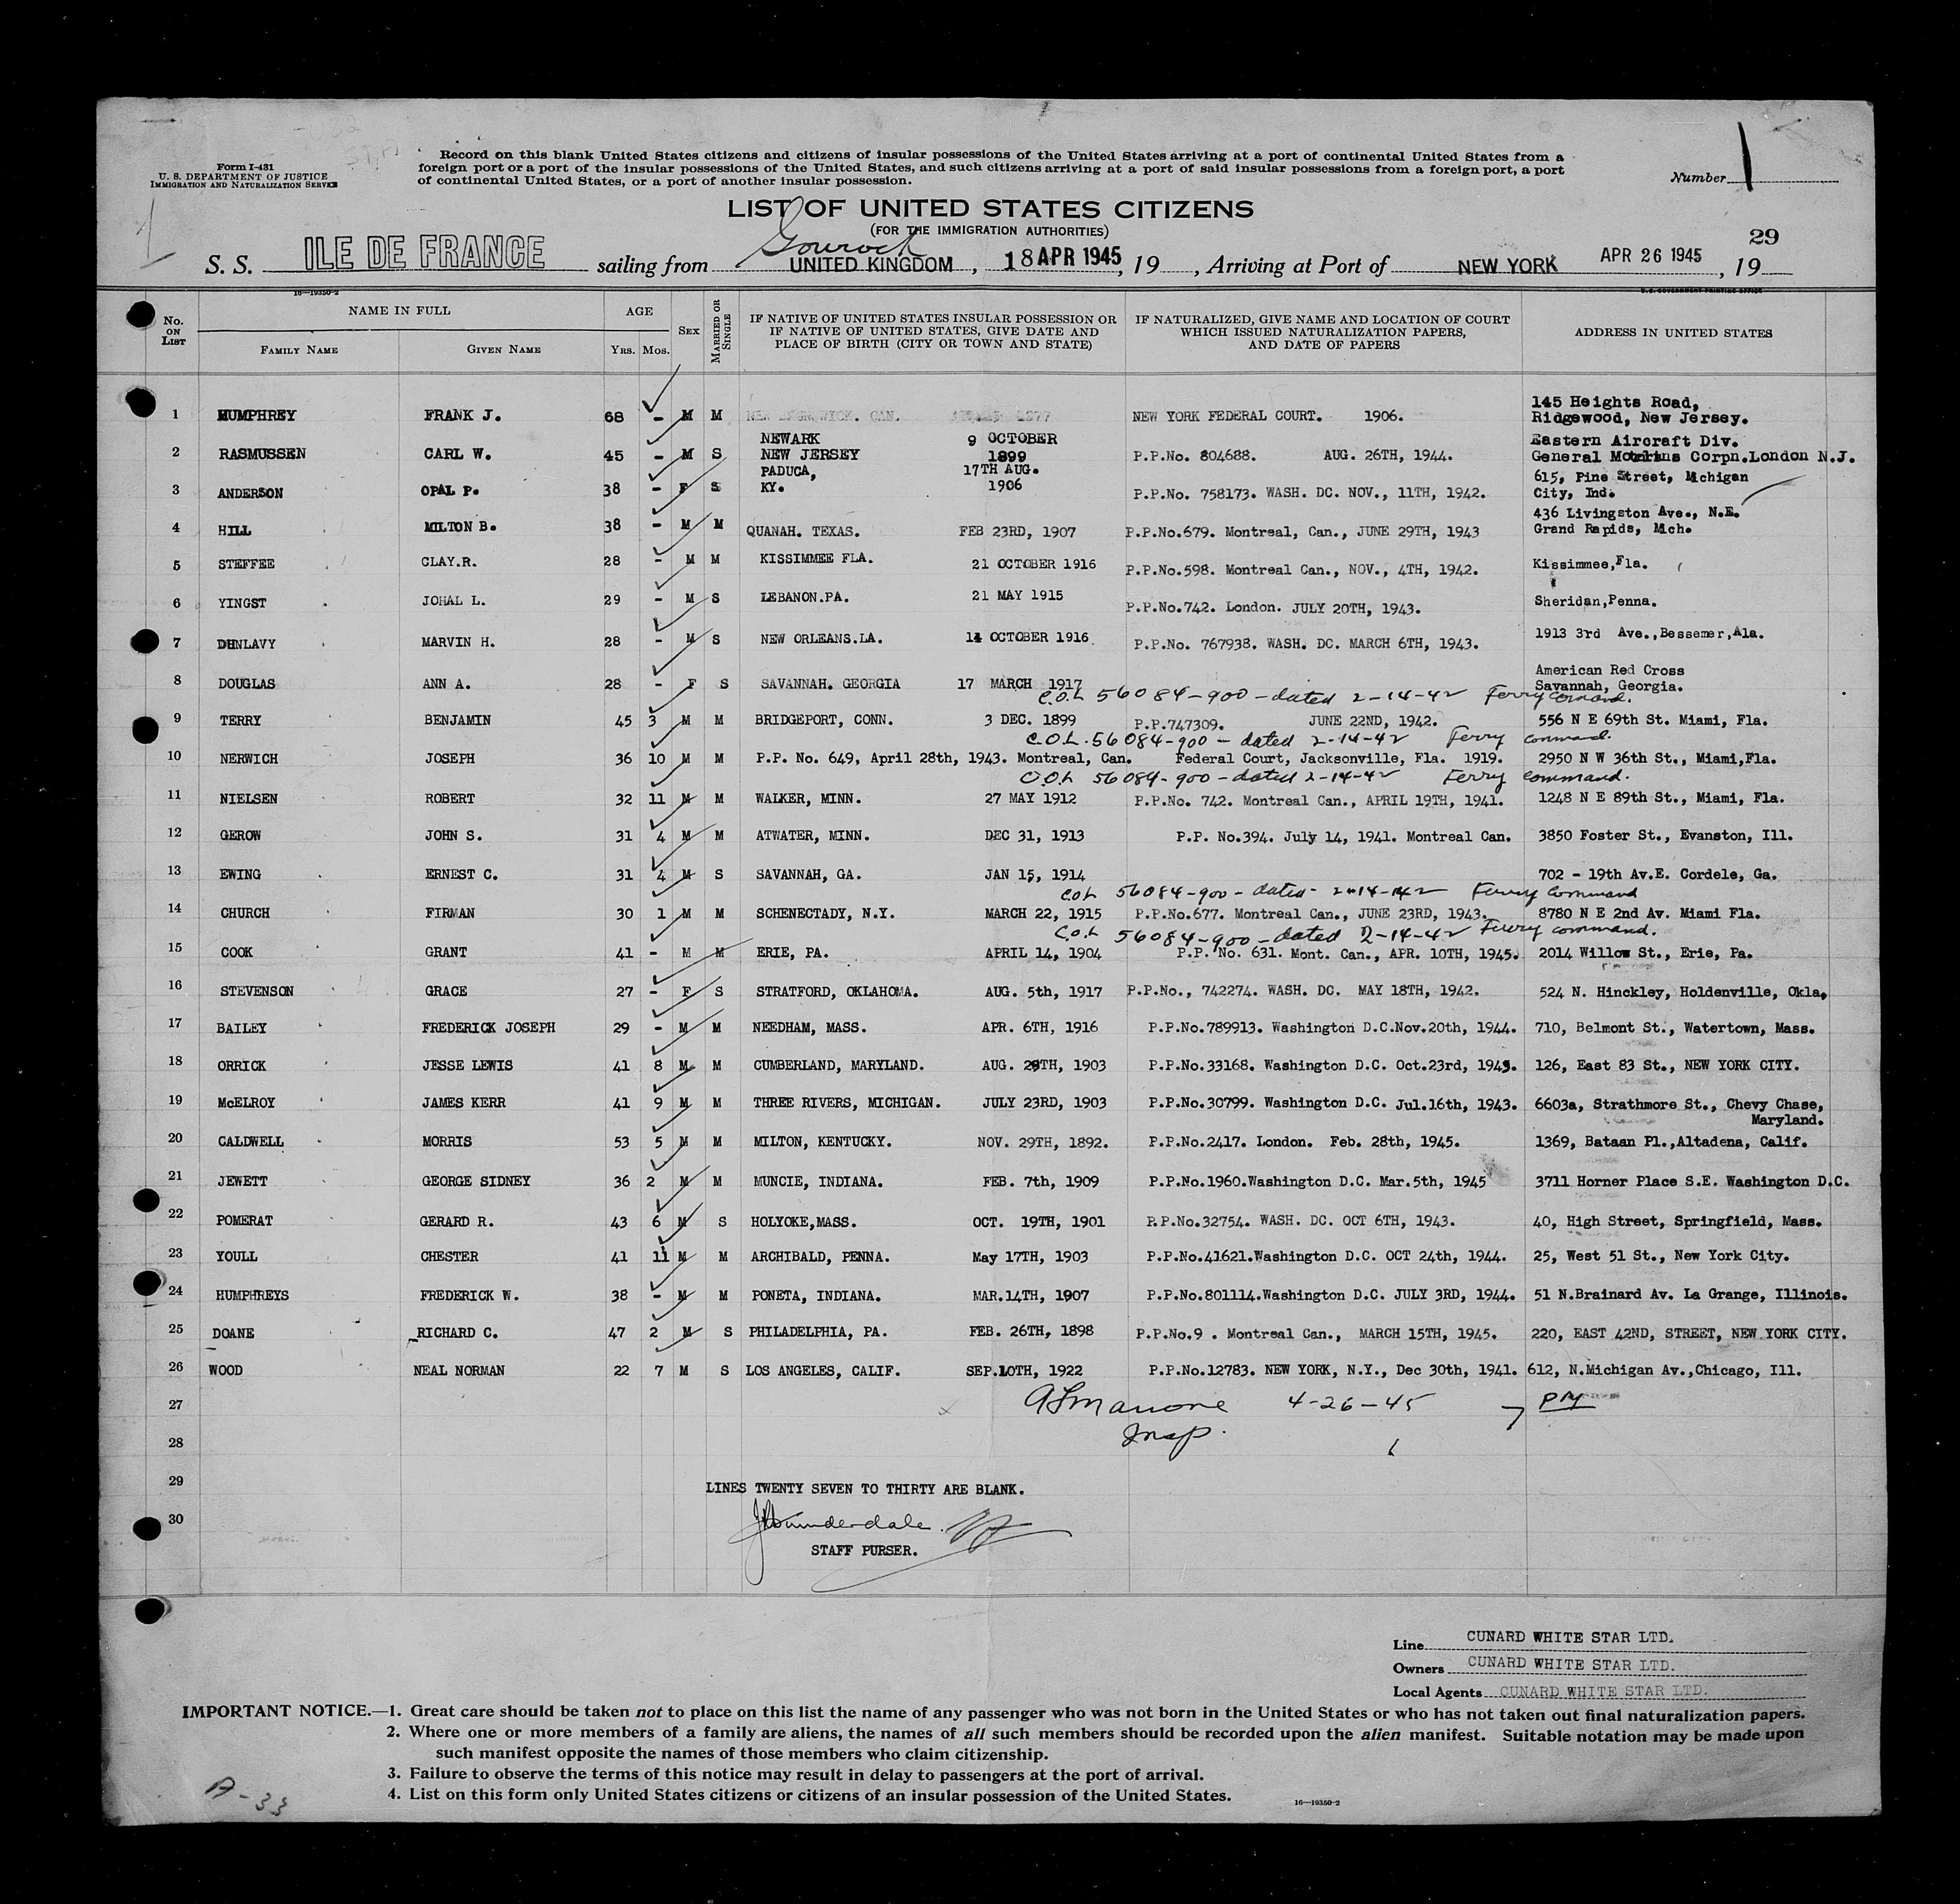 Form I-431
U. S. DEPARTMENT OF JUSTICE
IMMIGRATION AND NATURALIZATION SERVICE
Record on this blank United States citizens and citizens of insular possessions of the United States arriving at a port of continental United States from a
foreign port or a port of the insular possessions of the United States, and such citizens arriving at a port of said insular possessions from a foreign port, a port
of continental United States, or a port of another insular possession.
Number 1
LIST OF UNITED STATES CITIZENS
(FOR THE IMMIGRATION AUTHORITIES)
29
S. S. ILE DE FRANCE sailing from Gourock UNITED KINGDOM, 18 APR 1945, 19 , Arriving at Port of NEW YORK APR 26 1945, 19
16—19350-2
U.S. GOVERNMENT PRINTING OFFICE
No. ON LIST
NAME IN FULL
FAMILY NAME
GIVEN NAME
AGE
YRS. MOS.
SEX
MARRIED OR SINGLE
IF NATIVE OF UNITED STATES INSULAR POSSESSION OR
IF NATIVE OF UNITED STATES, GIVE DATE AND
PLACE OF BIRTH (CITY OR TOWN AND STATE)
IF NATURALIZED, GIVE NAME AND LOCATION OF COURT
WHICH ISSUED NATURALIZATION PAPERS,
AND DATE OF PAPERS
ADDRESS IN UNITED STATES
1 MUMPHREY FRANK J. 68 - M M CAN. 1877 NEW YORK FEDERAL COURT. 1906. 145 Heights Road,
Ridgewood, New Jersey.
2 RASMUSSEN CARL W. 45 - M S NEWARK NEW JERSEY 9 OCTOBER 1899 P.P.No. 804688. AUG. 26TH, 1944. Eastern Aircraft Div.
General Corpn.London N.J.
3 ANDERSON OPAL P. 38 - F S PADUCA, KY. 17TH AUG. 1906 P.P.No. 758173. WASH. DC. NOV., 11TH, 1942. 615, Pine Street, Michigan
City, Ind.
4 HILL MILTON B. 38 - M M QUANAH. TEXAS. FEB 23RD, 1907 P.P.No.679. Montreal, Can., JUNE 29TH, 1943 436 Livingston Ave., N.E.
Grand Rapids, Mich.
5 STEFFEE CLAY.R. 28 - M M KISSIMMEE FLA. 21 OCTOBER 1916 P.P.No.598. Montreal Can., NOV., 4TH, 1942. Kissimmee,Fla.
6 YINGST JOHAL L. 29 - M S LEBANON.PA. 21 MAY 1915 P.P.No.742. London. JULY 20TH, 1943. Sheridan,Penna.
7 DUNLAVY MARVIN H. 28 - M S NEW ORLEANS.LA. 14 OCTOBER 1916. P.P.No. 767938. WASH. DC. MARCH 6TH, 1943. 1913 3rd Ave.,Bessemer,Ala.
8 DOUGLAS ANN A. 28 - F S SAVANNAH. GEORGIA 17 MARCH 1917 American Red Cross
Savannah, Georgia.
C.O.L 56084-900 - dated 2-14-42 Ferry Command.
9 TERRY BENJAMIN 45 3 M M BRIDGEPORT, CONN. 3 DEC. 1899 P.P.747309. JUNE 22ND, 1942. 556 N E 69th St. Miami, Fla.
C.O.L. 56084-900 - dated 2-14-42 Ferry Command.
10 NERWICH JOSEPH 36 10 M M P.P. No. 649, April 28th, 1943. Montreal, Can. Federal Court, Jacksonville, Fla. 1919. 2950 N W 36th St., Miami,Fla.
C.O.L 56084-900 - dated 2-14-42 Ferry Command.
11 NIELSEN ROBERT 32 11 M M WALKER, MINN. 27 MAY 1912 P.P.No. 742. Montreal Can., APRIL 19TH, 1941. 1248 N E 89th St., Miami, Fla.
12 GEROW JOHN S. 31 4 M M ATWATER, MINN. DEC 31, 1913 P.P. No.394. July 14, 1941. Montreal Can. 3850 Foster St., Evanston, Ill.
13 EWING ERNEST C. 31 4 M S SAVANNAH, GA. JAN 15, 1914 702 - 19th Av.E. Cordele, Ga.
COL 56084-900 - dated - 2-14-42 Ferry Command
14 CHURCH FIRMAN 30 1 M M SCHENECTADY, N.Y. MARCH 22, 1915 P.P.No.677. Montreal Can., JUNE 23RD, 1943. 8780 N E 2nd Av. Miami Fla.
C.O.L 56084-900 - dated 2-14-42 Ferry command.
15 COOK GRANT 41 - M M ERIE, PA. APRIL 14, 1904 P.P. No. 631. Mont. Can., APR. 10TH, 1945. 2014 Willow St., Erie, Pa.
16 STEVENSON GRACE 27 - F S STRATFORD, OKLAHOMA. AUG. 5th, 1917 P.P.No., 742274. WASH. DC. MAY 18TH, 1942. 524 N. Hinckley, Holdenville, Okla,
17 BAILEY FREDERICK JOSEPH 29 - M M NEEDHAM, MASS. APR. 6TH, 1916 P.P.No.789913. Washington D.C.Nov.20th, 1944. 710, Belmont St., Watertown, Mass.
18 ORRICK JESSE LEWIS 41 8 M M CUMBERLAND, MARYLAND. AUG. 29TH, 1903 P.P.No.33168. Washington D.C. Oct.23rd, 1943. 126, East 83 St., NEW YORK CITY.
19 McELROY JAMES KERR 41 9 M M THREE RIVERS, MICHIGAN. JULY 23RD, 1903 P.P.No.30799. Washington D.C. Jul.16th, 1943. 6603a, Strathmore St., Chevy Chase,
Maryland.
20 CALDWELL MORRIS 53 5 M M MILTON, KENTUCKY. NOV. 29TH, 1892. P.P.No.2417. London. Feb. 28th, 1945. 1369, Bataan Pl.,Altadena, Calif.
21 JEWETT GEORGE SIDNEY 36 2 M M MUNCIE, INDIANA. FEB. 7th, 1909 P.P.No.1960.Washington D.C. Mar.5th, 1945 3711 Horner Place S.E. Washington D.C.
22 POMERAT GERARD R. 43 6 M S HOLYOKE,MASS. OCT. 19TH, 1901 P.P.No.32754. WASH. DC. OCT 6TH, 1943. 40, High Street, Springfield, Mass.
23 YOULL CHESTER 41 11 M M ARCHIBALD, PENNA. May 17TH, 1903 P.P.No.41621.Washington D.C. OCT 24th, 1944. 25, West 51 St., New York City.
24 HUMPHREYS FREDERICK W. 38 - M M PONETA, INDIANA. MAR.14TH, 1907 P.P.No.801114.Washington D.C. JULY 3RD, 1944. 51 N.Brainard Av. La Grange, Illinois.
25 DOANE RICHARD C. 47 2 M S PHILADELPHIA, PA. FEB. 26TH, 1898 P.P.No.9 . Montreal Can., MARCH 15TH, 1945. 220, EAST 42ND, STREET, NEW YORK CITY.
26 WOOD NEAL NORMAN 22 7 M S LOS ANGELES, CALIF. SEP.10TH, 1922 P.P.No.12783. NEW YORK, N.Y., Dec 30th, 1941. 612, N.Michigan Av.,Chicago, Ill.
27 4-26-45 PM
Insp.
28
29
LINES TWENTY SEVEN TO THIRTY ARE BLANK.
30
STAFF PURSER.
Line CUNARD WHITE STAR LTD.
Owners CUNARD WHITE STAR LTD.
Local Agents CUNARD WHITE STAR LTD.
IMPORTANT NOTICE.—1. Great care should be taken not to place on this list the name of any passenger who was not born in the United States or who has not taken out final naturalization papers.
2. Where one or more members of a family are aliens, the names of all such members should be recorded upon the alien manifest. Suitable notation may be made upon
such manifest opposite the names of those members who claim citizenship.
3. Failure to observe the terms of this notice may result in delay to passengers at the port of arrival.
4. List on this form only United States citizens or citizens of an insular possession of the United States.
16—19350-2
A-33